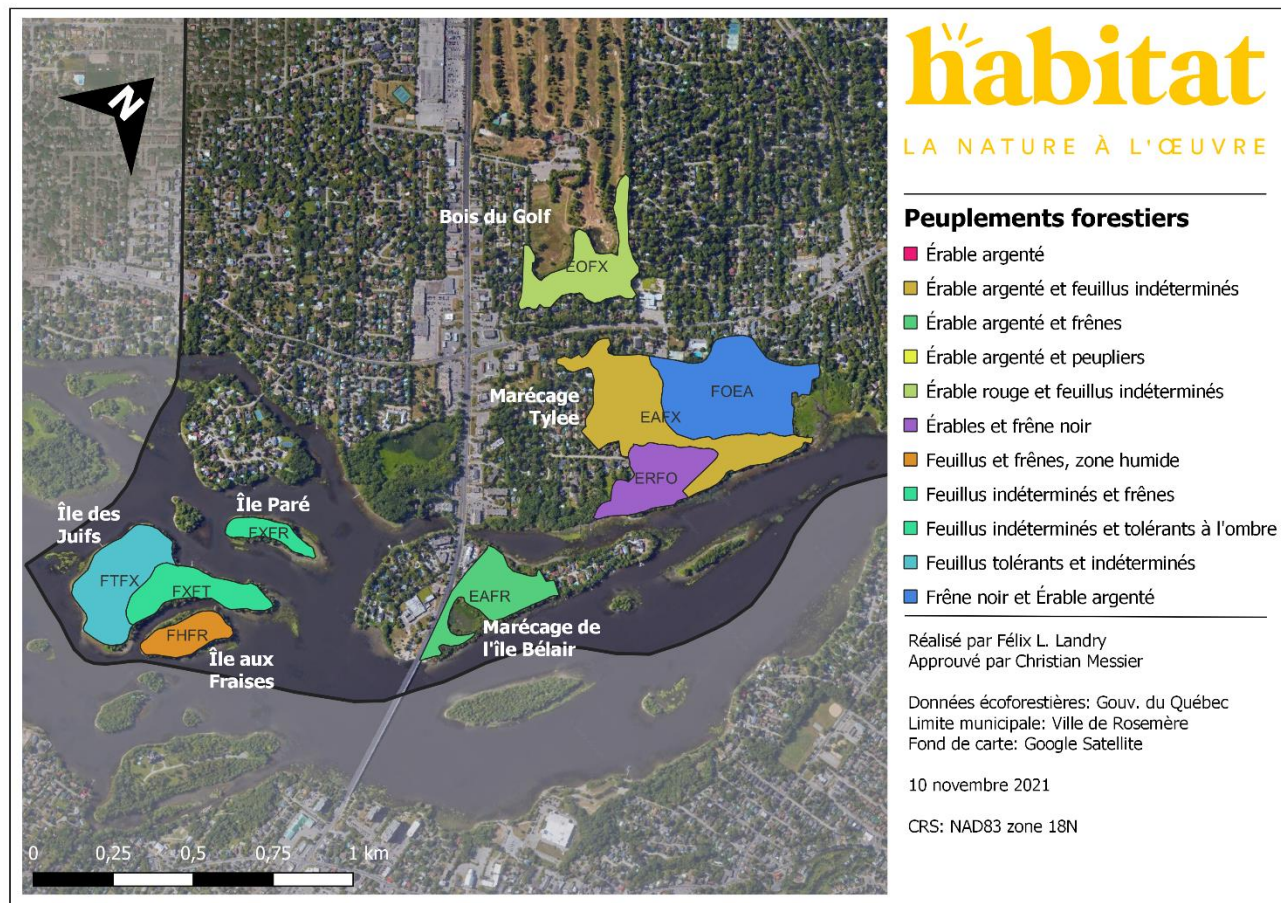 habitat
LA NATURE À L'ŒUVRE
N
Bois du Golf
EOFX
Marécage
Tylee
FOEA
EAFX
ERFO
Île des
Juifs
Île Paré
FXFR
FTFX
FXFT
FHFR
Île aux
Fraises
EAFR
Marécage de
l'île Bélair
0 0,25 0,5 0,75 1 km
Peuplements forestiers
Érable argenté
Érable argenté et feuillus indéterminés
Érable argenté et frênes
Érable argenté et peupliers
Érable rouge et feuillus indéterminés
Érables et frêne noir
Feuillus et frênes, zone humide
Feuillus indéterminés et frênes
Feuillus indéterminés et tolérants à l'ombre
Feuillus tolérants et indéterminés
Frêne noir et Érable argenté
Réalisé par Félix L. Landry
Approuvé par Christian Messier
Données écoforestières: Gouv. du Québec
Limite municipale: Ville de Rosemère
Fond de carte: Google Satellite
10 novembre 2021
CRS: NAD83 zone 18N